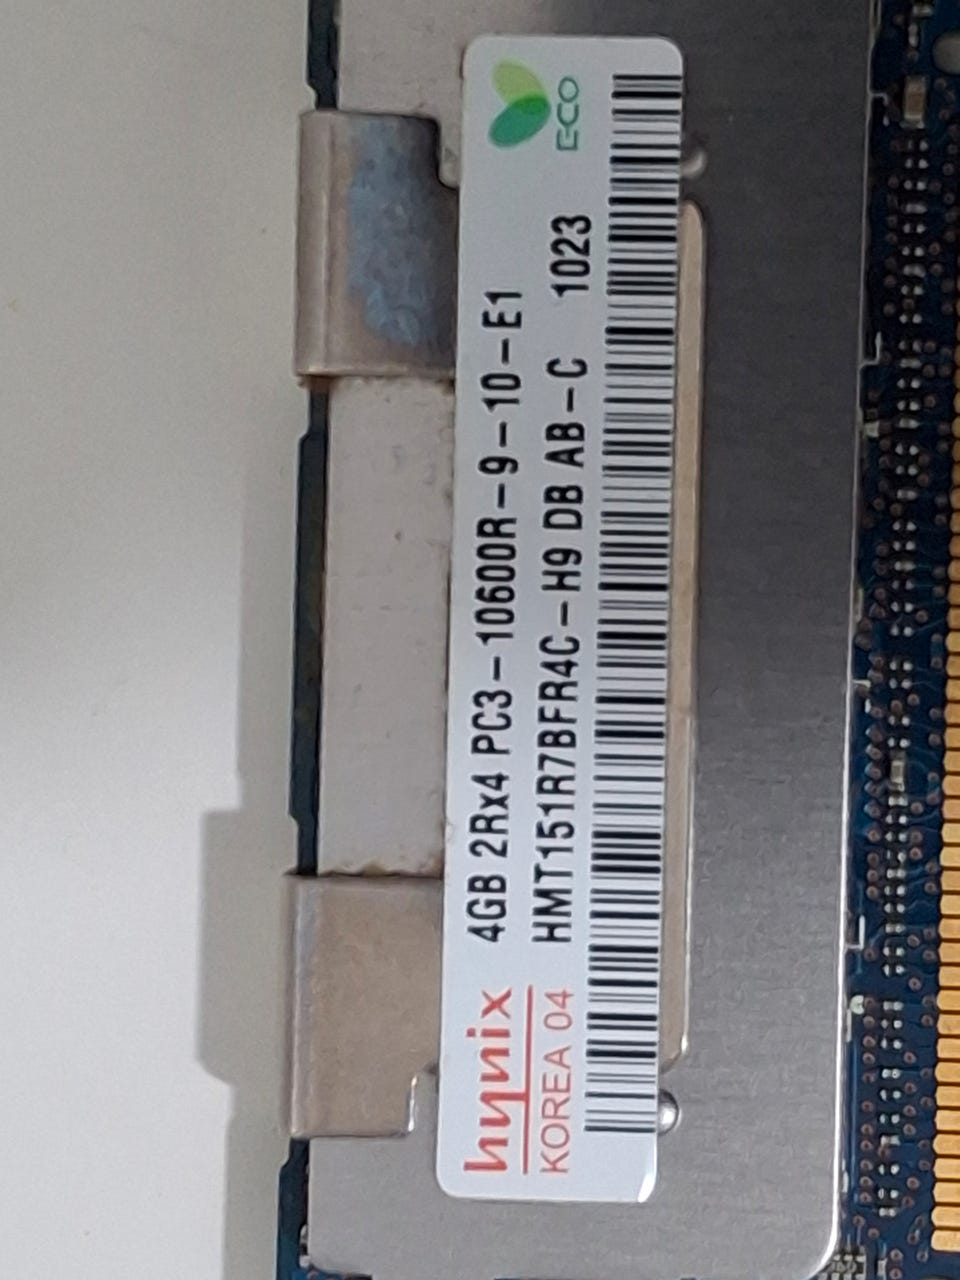 hynix
KOREA 04
4GB 2Rx4 PC3-10600R-9-10-E1
HMT151R7BFR4C-H9 DB AB-C 1023
ECO